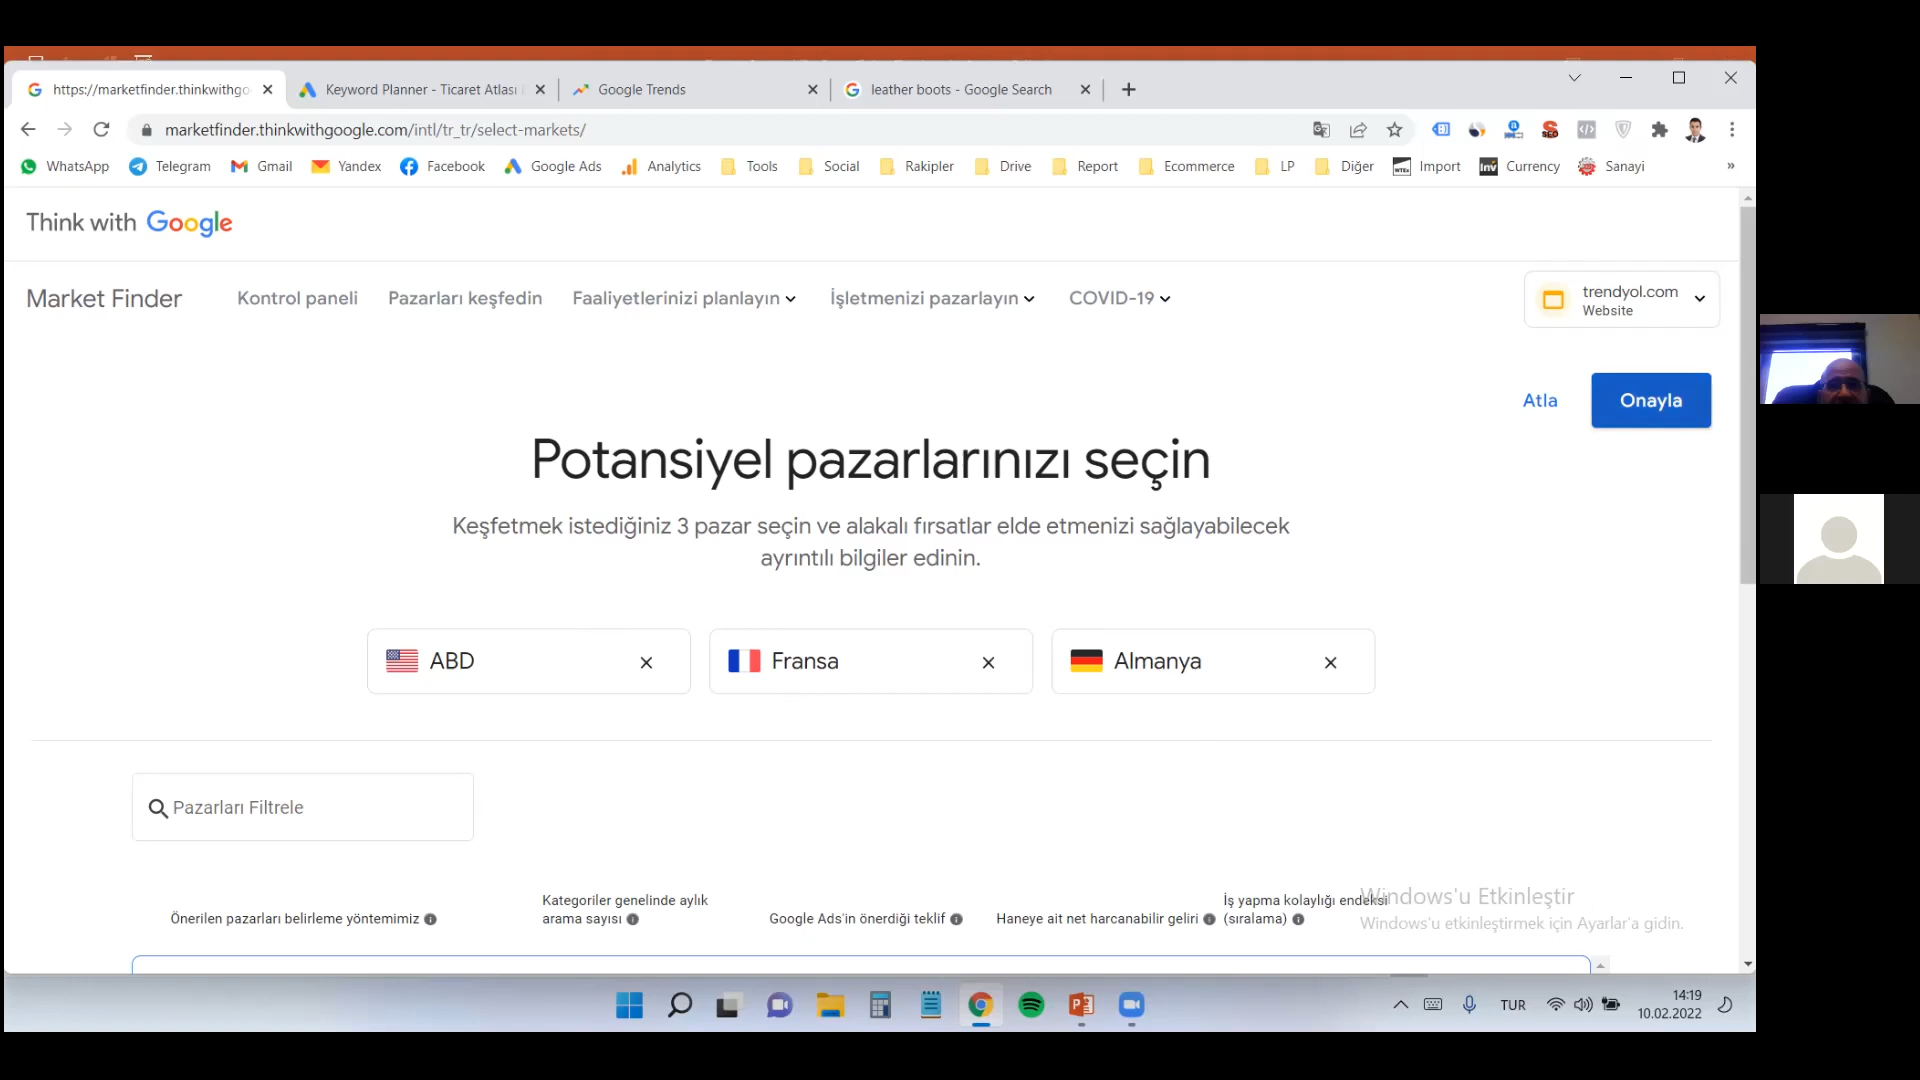 https://marketfinder.thinkwithgo
Keyword Planner - Ticaret Atlası
Google Trends
leather boots - Google Search
marketfinder.thinkwithgoogle.com/intl/tr_tr/select-markets/
WhatsApp
Telegram
Gmail
Yandex
Facebook
Google Ads
Analytics
Tools
Social
Rakipler
Drive
Report
Ecommerce
LP
Diğer
Import
Currency
Sanayi
»
Think with Google
Market Finder
Kontrol paneli
Pazarları keşfedin
Faaliyetlerinizi planlayın
İşletmenizi pazarlayın
COVID-19
trendyol.com
Website
Atla
Onayla
Potansiyel pazarlarınızı seçin
Keşfetmek istediğiniz 3 pazar seçin ve alakalı fırsatlar elde etmenizi sağlayabilecek
ayrıntılı bilgiler edinin.
ABD
Fransa
Almanya
Pazarları Filtrele
Önerilen pazarları belirleme yöntemimiz
Kategoriler genelinde aylık
arama sayısı
Google Ads'in önerdiği teklif
Haneye ait net harcanabilir geliri
İş yapma kolaylığı endeksi
(sıralama)
Windows'u Etkinleştir
Windows'u etkinleştirmek için Ayarlar'a gidin.
TUR
14:19
10.02.2022